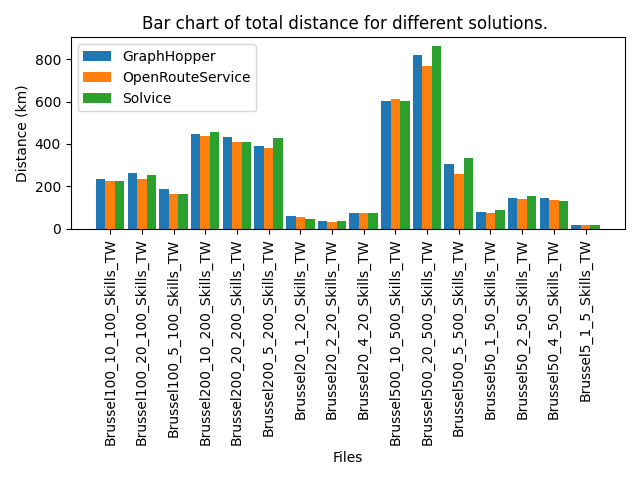 Bar chart of total distance for different solutions.
GraphHopper
OpenRouteService
Solvice
Distance (km)
800
600
400
200
0
Brussel100_10_100_Skills_TW
Brussel100_20_100_Skills_TW
Brussel100_5_100_Skills_TW
Brussel200_10_200_Skills_TW
Brussel200_20_200_Skills_TW
Brussel200_5_200_Skills_TW
Brussel20_1_20_Skills_TW
Brussel20_2_20_Skills_TW
Brussel20_4_20_Skills_TW
Brussel500_10_500_Skills_TW
Brussel500_20_500_Skills_TW
Brussel500_5_500_Skills_TW
Brussel50_1_50_Skills_TW
Brussel50_2_50_Skills_TW
Brussel50_4_50_Skills_TW
Brussel5_1_5_Skills_TW
Files